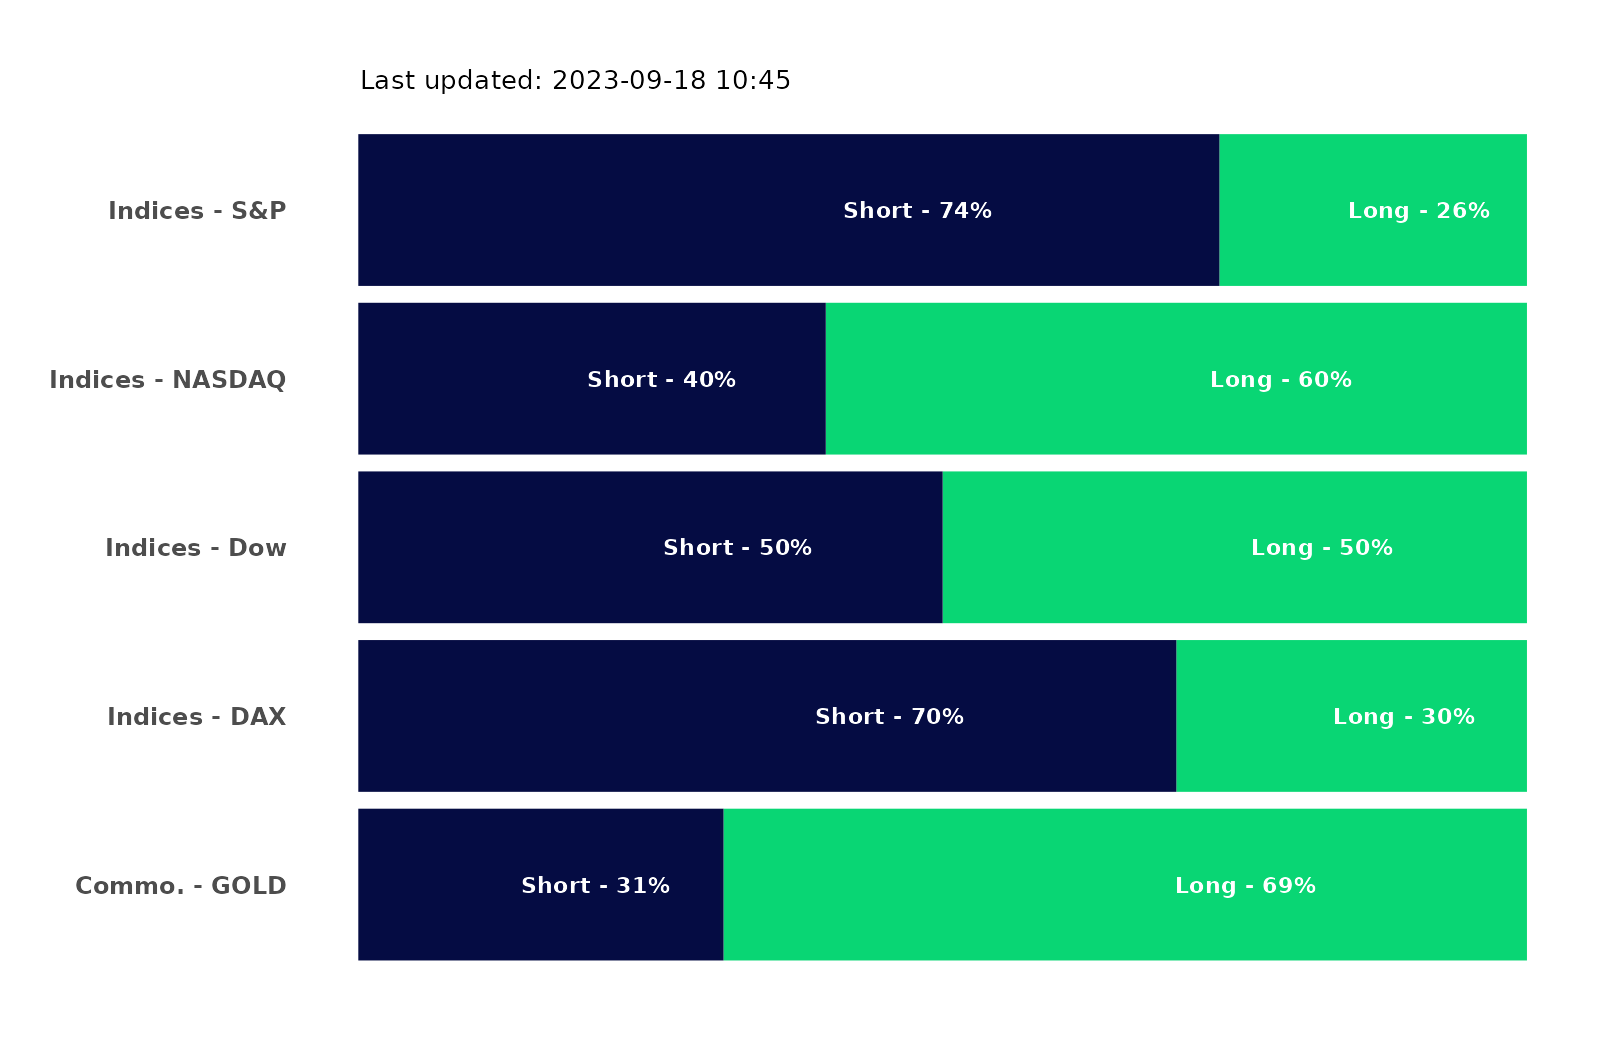 Last updated: 2023-09-18 10:45
Indices - S&P Short - 74% Long - 26%
Indices - NASDAQ Short - 40% Long - 60%
Indices - Dow Short - 50% Long - 50%
Indices - DAX Short - 70% Long - 30%
Commo. - GOLD Short - 31% Long - 69%